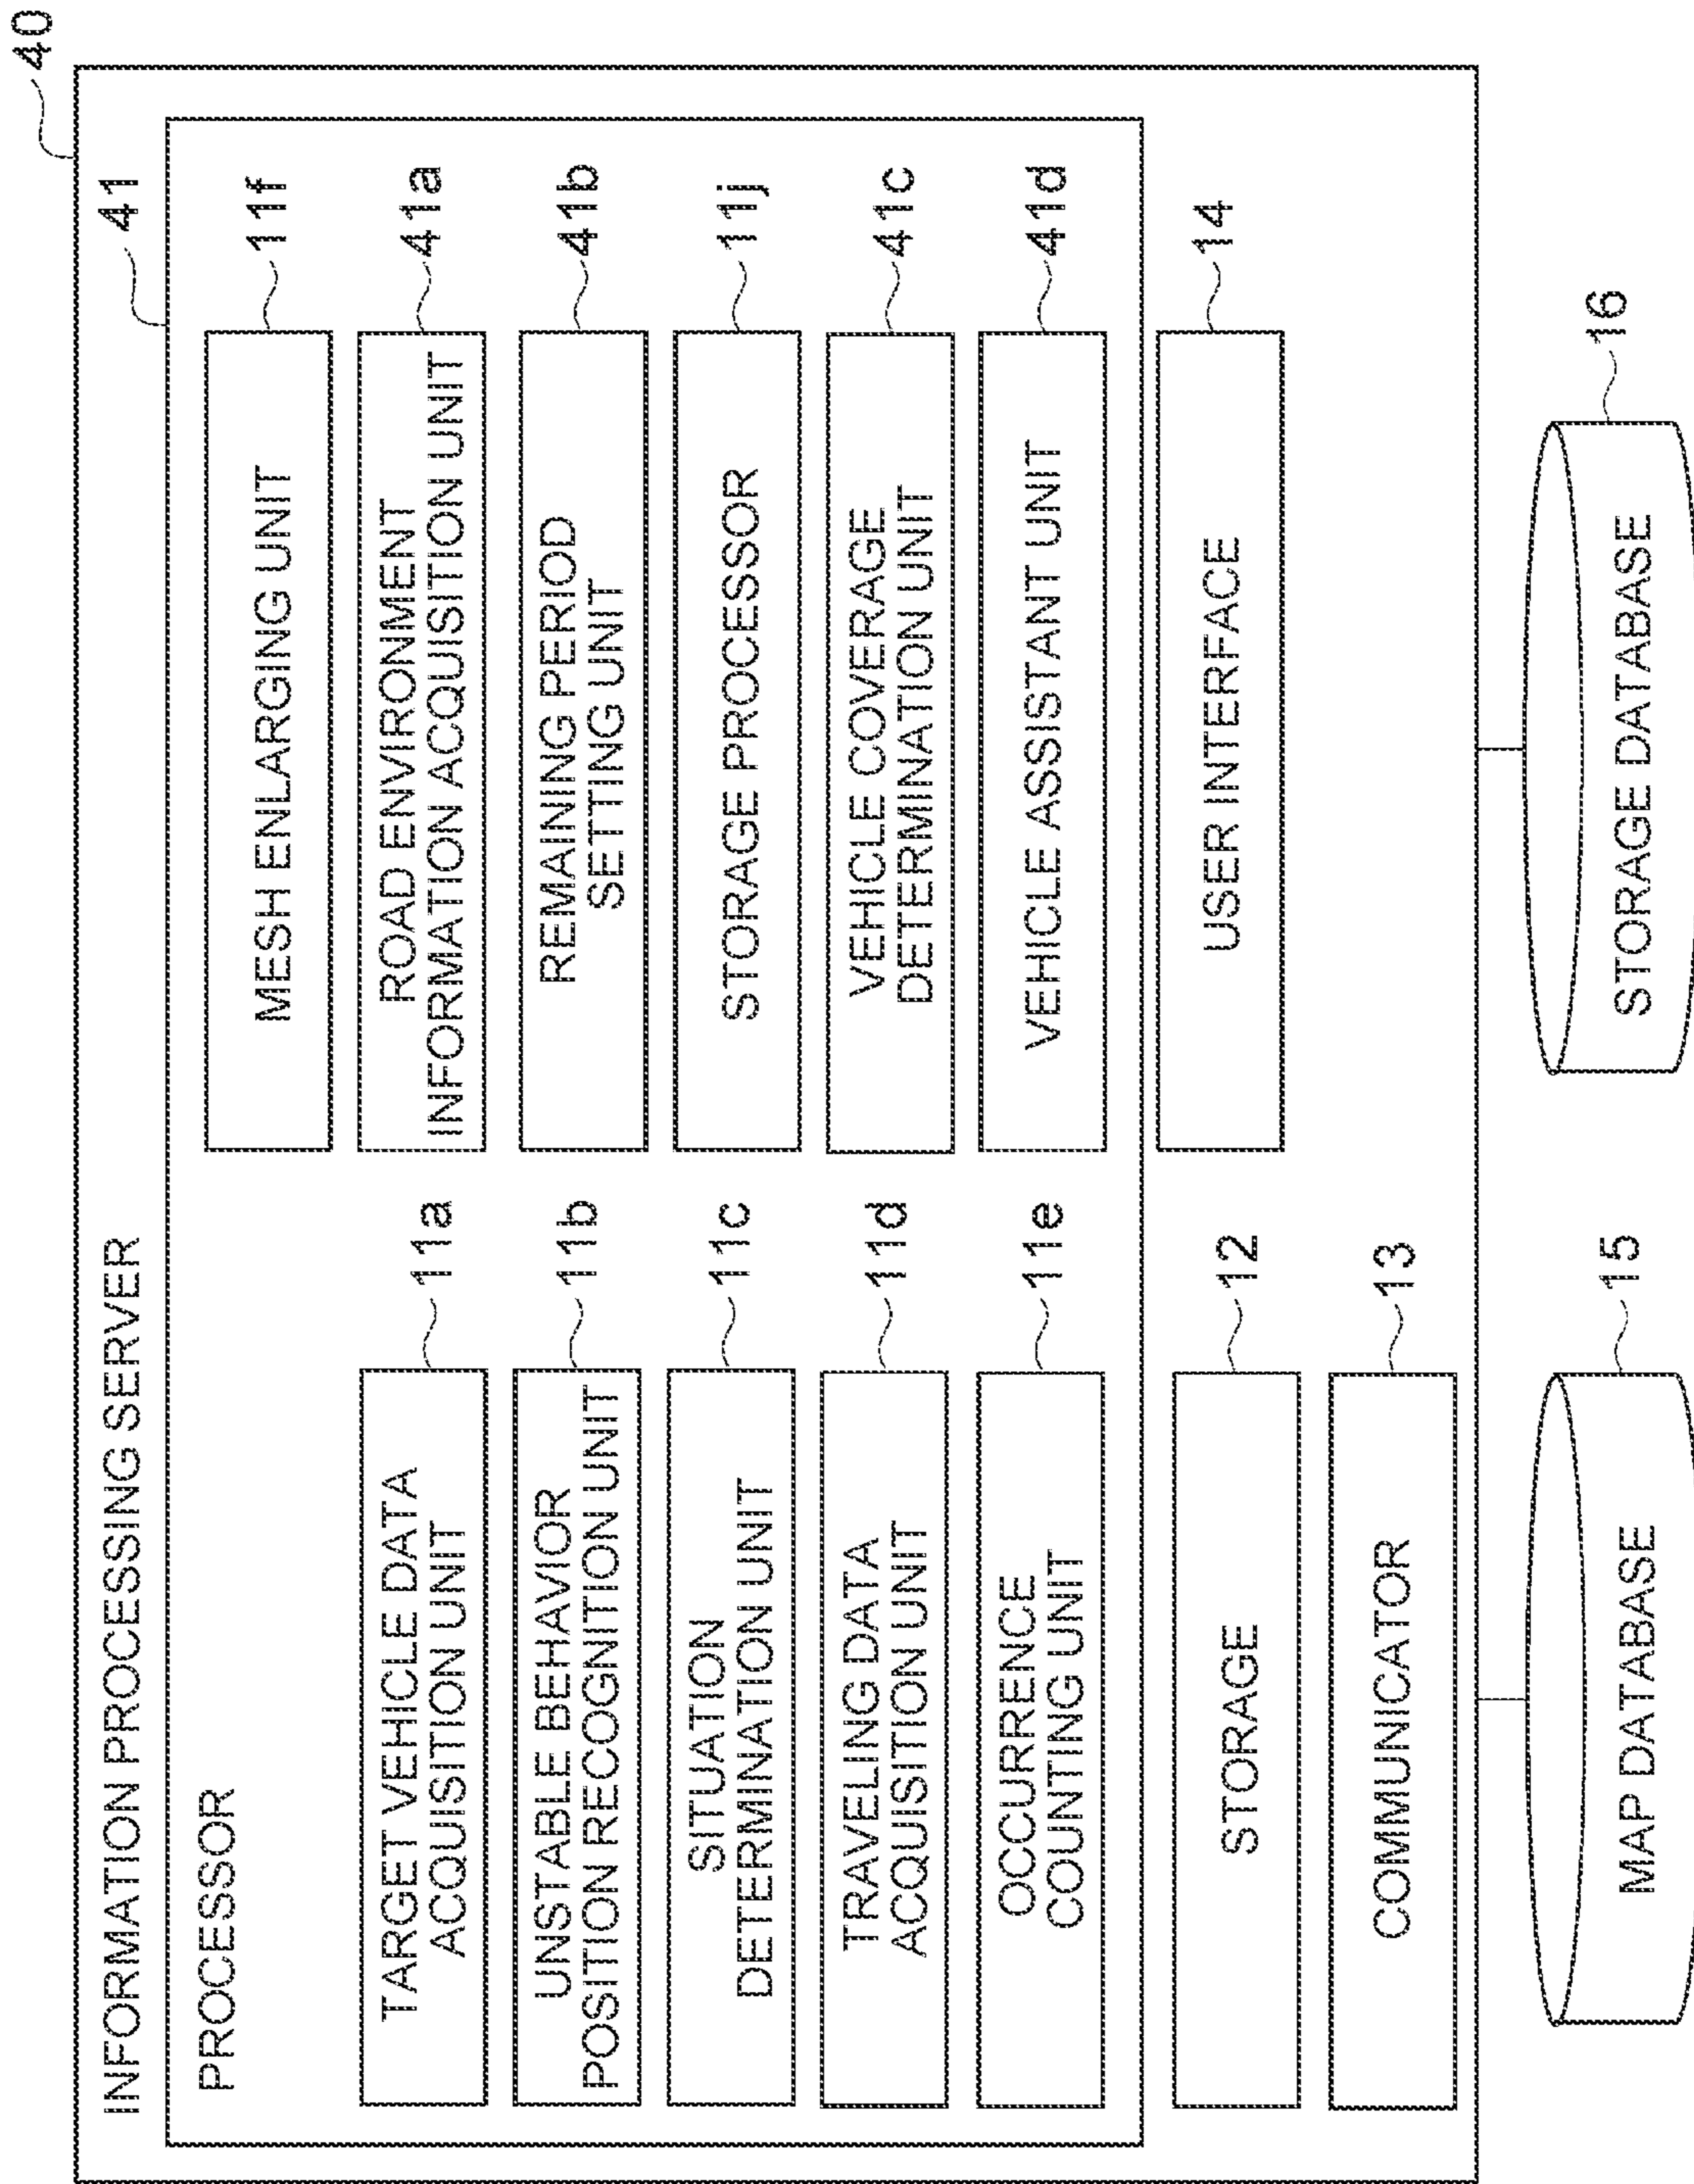 40
INFORMATION PROCESSING SERVER
41
PROCESSOR
TARGET VEHICLE DATA
ACQUISITION UNIT
11a
UNSTABLE BEHAVIOR
POSITION RECOGNITION UNIT
11b
SITUATION
DETERMINATION UNIT
11c
TRAVELING DATA
ACQUISITION UNIT
11d
OCCURRENCE
COUNTING UNIT
11e
MESH ENLARGING UNIT
11f
ROAD ENVIRONMENT
INFORMATION ACQUISITION UNIT
41a
REMAINING PERIOD
SETTING UNIT
41b
STORAGE PROCESSOR
11j
VEHICLE COVERAGE
DETERMINATION UNIT
41c
VEHICLE ASSISTANT UNIT
41d
STORAGE
12
COMMUNICATOR
13
USER INTERFACE
14
MAP DATABASE
15
STORAGE DATABASE
16